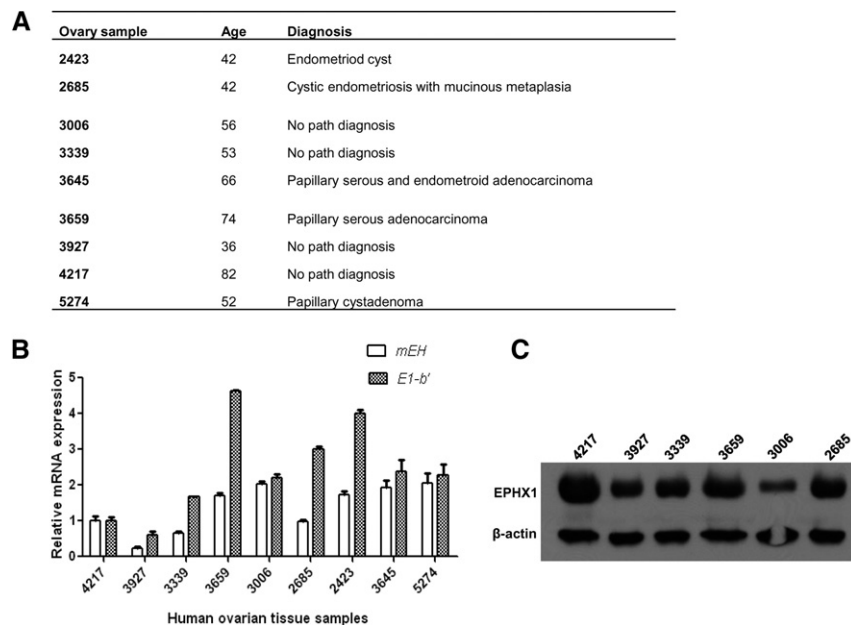 A
Ovary sample Age Diagnosis
2423 42 Endometriod cyst
2685 42 Cystic endometriosis with mucinous metaplasia
3006 56 No path diagnosis
3339 53 No path diagnosis
3645 66 Papillary serous and endometroid adenocarcinoma
3659 74 Papillary serous adenocarcinoma
3927 36 No path diagnosis
4217 82 No path diagnosis
5274 52 Papillary cystadenoma
B
mEH
E1-b'
Relative mRNA expression
5
4
3
2
1
0
4217 3927 3339 3659 3006 2685 2423 3645 5274
Human ovarian tissue samples
C
4217 3927 3339 3659 3006 2685
EPHX1
β-actin